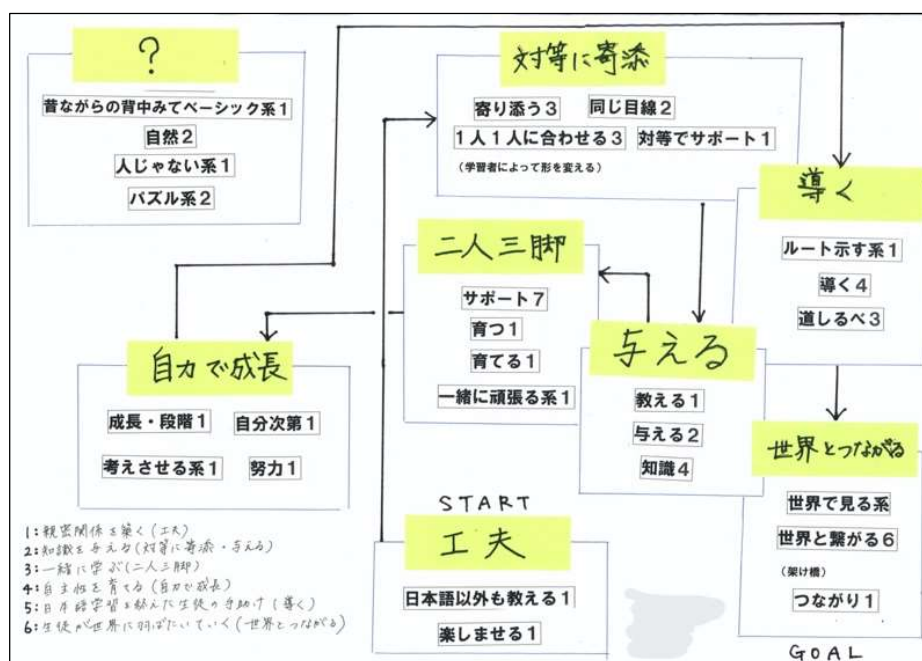 ?
昔ながらの背中みてベーシック系1
自然2
人じゃない系1
パズル系2
対等に寄添
寄り添う3 同じ目線2
1人1人に合わせる3 対等でサポート1
(学習者によって形を変える)
導く
ルート示す系1
導く4
道しるべ3
二人三脚
サポート7
育つ1
育てる1
一緒に頑張る系1
与える
教える1
与える2
知識4
自力で成長
成長・段階1 自分次第1
考えさせる系1 努力1
世界とつながる
世界で見る系
世界と繋がる6
(架け橋)
つながり1
GOAL
START
工夫
日本語以外も教える1
楽しませる1
1:親密関係を築く(工夫)
2:知識を与える(対等に寄添・与える)
3:一緒に学ぶ(二人三脚)
4:自主性を育てる(自力で成長)
5:日本語学習を終えた生徒の手助け(導く)
6:生徒が世界に羽ばたいていく(世界とつながる)